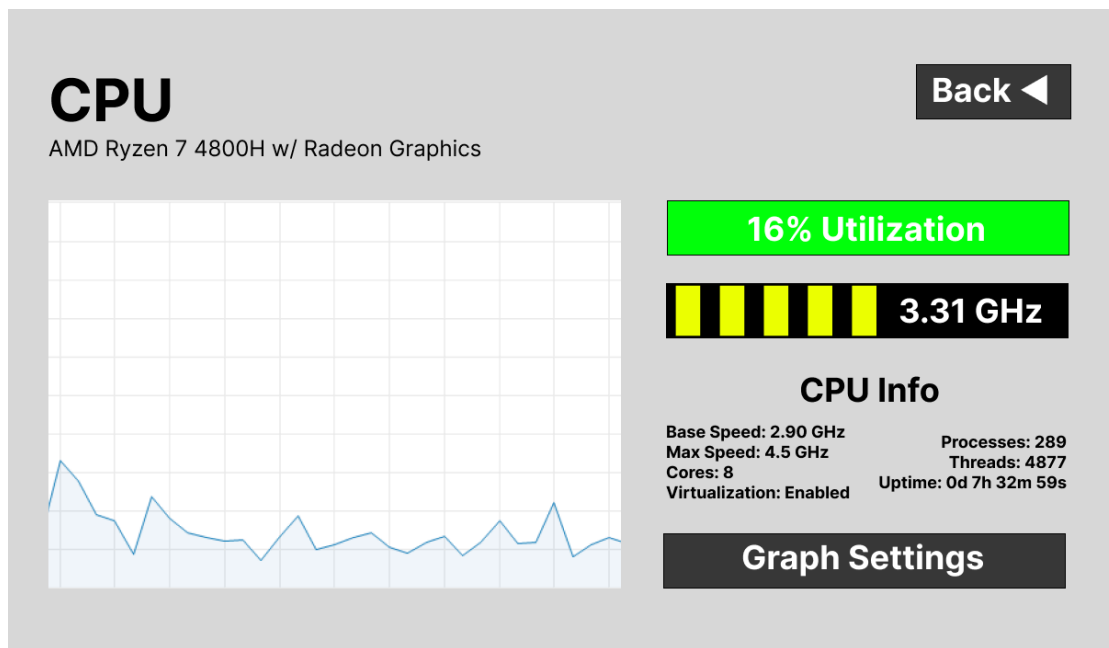 CPU
AMD Ryzen 7 4800H w/ Radeon Graphics
Back ◀
16% Utilization
3.31 GHz
CPU Info
Base Speed: 2.90 GHz
Max Speed: 4.5 GHz
Cores: 8
Virtualization: Enabled
Processes: 289
Threads: 4877
Uptime: 0d 7h 32m 59s
Graph Settings